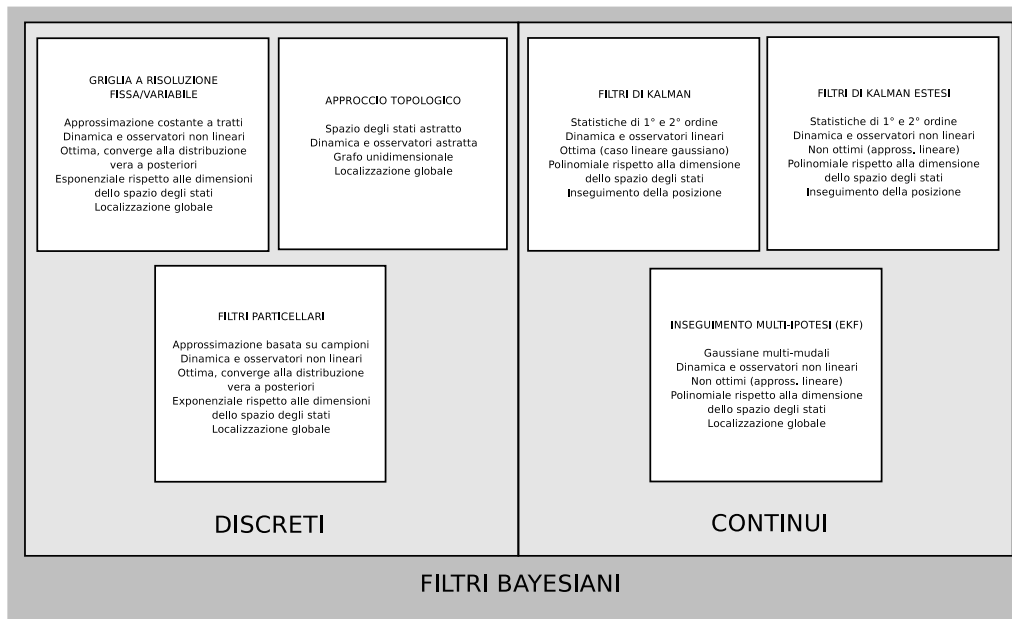 GRIGLIA A RISOLUZIONE
FISSA/VARIABILE
Approssimazione costante a tratti
Dinamica e osservatori non lineari
Ottima, converge alla distribuzione
vera a posteriori
Esponenziale rispetto alle dimensioni
dello spazio degli stati
Localizzazione globale
APPROCCIO TOPOLOGICO
Spazio degli stati astratto
Dinamica e osservatori astratta
Grafo unidimensionale
Localizzazione globale
FILTRI PARTICELLARI
Approssimazione basata su campioni
Dinamica e osservatori non lineari
Ottima, converge alla distribuzione
vera a posteriori
Exponenziale rispetto alle dimensioni
dello spazio degli stati
Localizzazione globale
DISCRETI
FILTRI DI KALMAN
Statistiche di 1° e 2° ordine
Dinamica e osservatori lineari
Ottima (caso lineare gaussiano)
Polinomiale rispetto alla dimensione
dello spazio degli stati
Inseguimento della posizione
FILTRI DI KALMAN ESTESI
Statistiche di 1° e 2° ordine
Dinamica e osservatori non lineari
Non ottimi (appross. lineare)
Polinomiale rispetto alla dimensione
dello spazio degli stati
Inseguimento della posizione
INSEGUIMENTO MULTI-IPOTESI (EKF)
Gaussiane multi-mudali
Dinamica e osservatori non lineari
Non ottimi (appross. lineare)
Polinomiale rispetto alla dimensione
dello spazio degli stati
Localizzazione globale
CONTINUI
FILTRI BAYESIANI